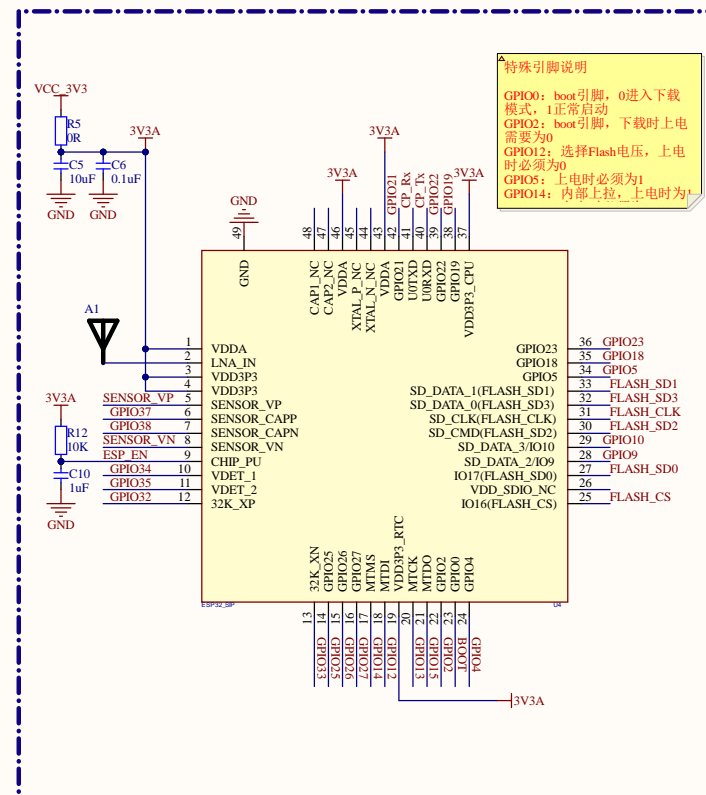 特殊引脚说明
GPIO0：boot引脚，0进入下载
模式，1正常启动
GPIO2：boot引脚，下载时上电
需要为0
GPIO12：选择Flash电压，上电
时必须为0
GPIO5：上电时必须为1
GPIO14：内部上拉，上电时为1
VCC_3V3
R5
0R
3V3A
C5
10uF
C6
0.1uF
GND
GND
3V3A
3V3A
3V3A
GPIO21
CP_Rx
CP_Tx
GPIO22
GPIO19
GND
49
48
47
46
45
44
43
42
41
40
39
38
37
GND
CAP1_NC
CAP2_NC
VDDA
XTAL_P_NC
XTAL_N_NC
VDDA
GPIO21
U0TXD
U0RXD
GPIO22
GPIO19
VDD3P3_CPU
A1
1 VDDA
2 LNA_IN
3 VDD3P3
4 VDD3P3
SENSOR_VP 5 SENSOR_VP
GPIO37 6 SENSOR_CAPP
GPIO38 7 SENSOR_CAPN
SENSOR_VN 8 SENSOR_VN
ESP_EN 9 CHIP_PU
GPIO34 10 VDET_1
GPIO35 11 VDET_2
GPIO32 12 32K_XP
3V3A
R12
10K
C10
1uF
GND
GPIO23 36 GPIO23
GPIO18 35 GPIO18
GPIO5 34 GPIO5
SD_DATA_1(FLASH_SD1) 33 FLASH_SD1
SD_DATA_0(FLASH_SD3) 32 FLASH_SD3
SD_CLK(FLASH_CLK) 31 FLASH_CLK
SD_CMD(FLASH_SD2) 30 FLASH_SD2
SD_DATA_3/IO10 29 GPIO10
SD_DATA_2/IO9 28 GPIO9
IO17(FLASH_SD0) 27 FLASH_SD0
VDD_SDIO_NC 26
IO16(FLASH_CS) 25 FLASH_CS
32K_XN
GPIO25
GPIO26
GPIO27
MTMS
MTDI
VDD3P3_RTC
MTCK
MTDO
GPIO2
GPIO0
GPIO4
ESP32_SIP
U4
13
14
15
16
17
18
19
20
21
22
23
24
GPIO33
GPIO25
GPIO26
GPIO27
GPIO14
GPIO12
GPIO13
GPIO15
GPIO2
BOOT
GPIO4
3V3A